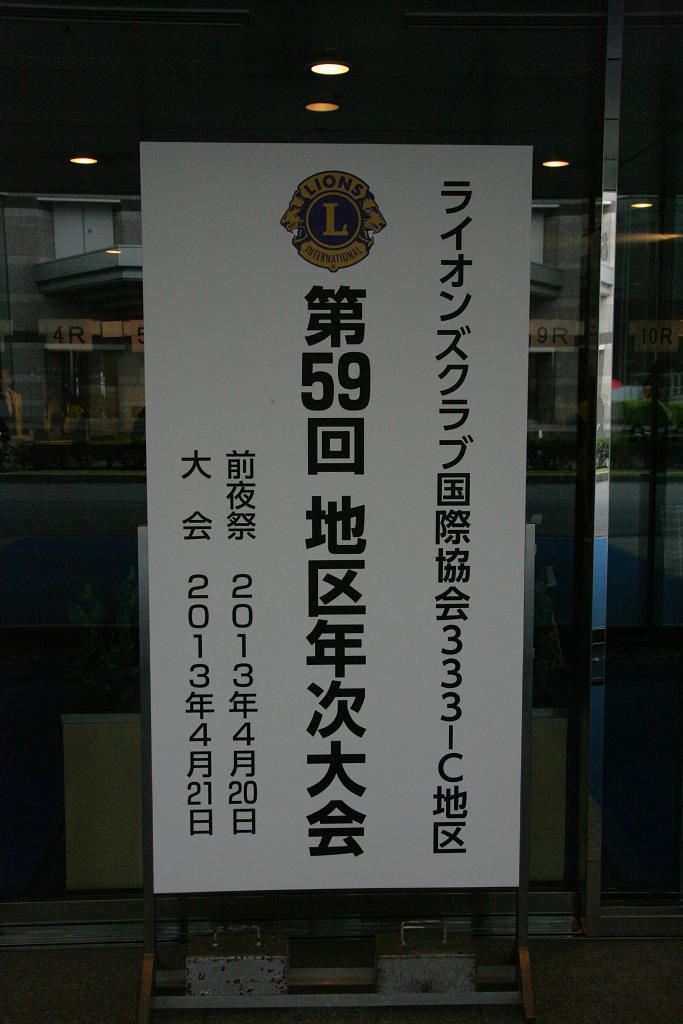 ライオンズクラブ国際協会333-C地区
LIONS
L
INTERNATIONAL
第59回 地区年次大会
前夜祭 2013年4月20日
大会 2013年4月21日
4R
5
9R
10R